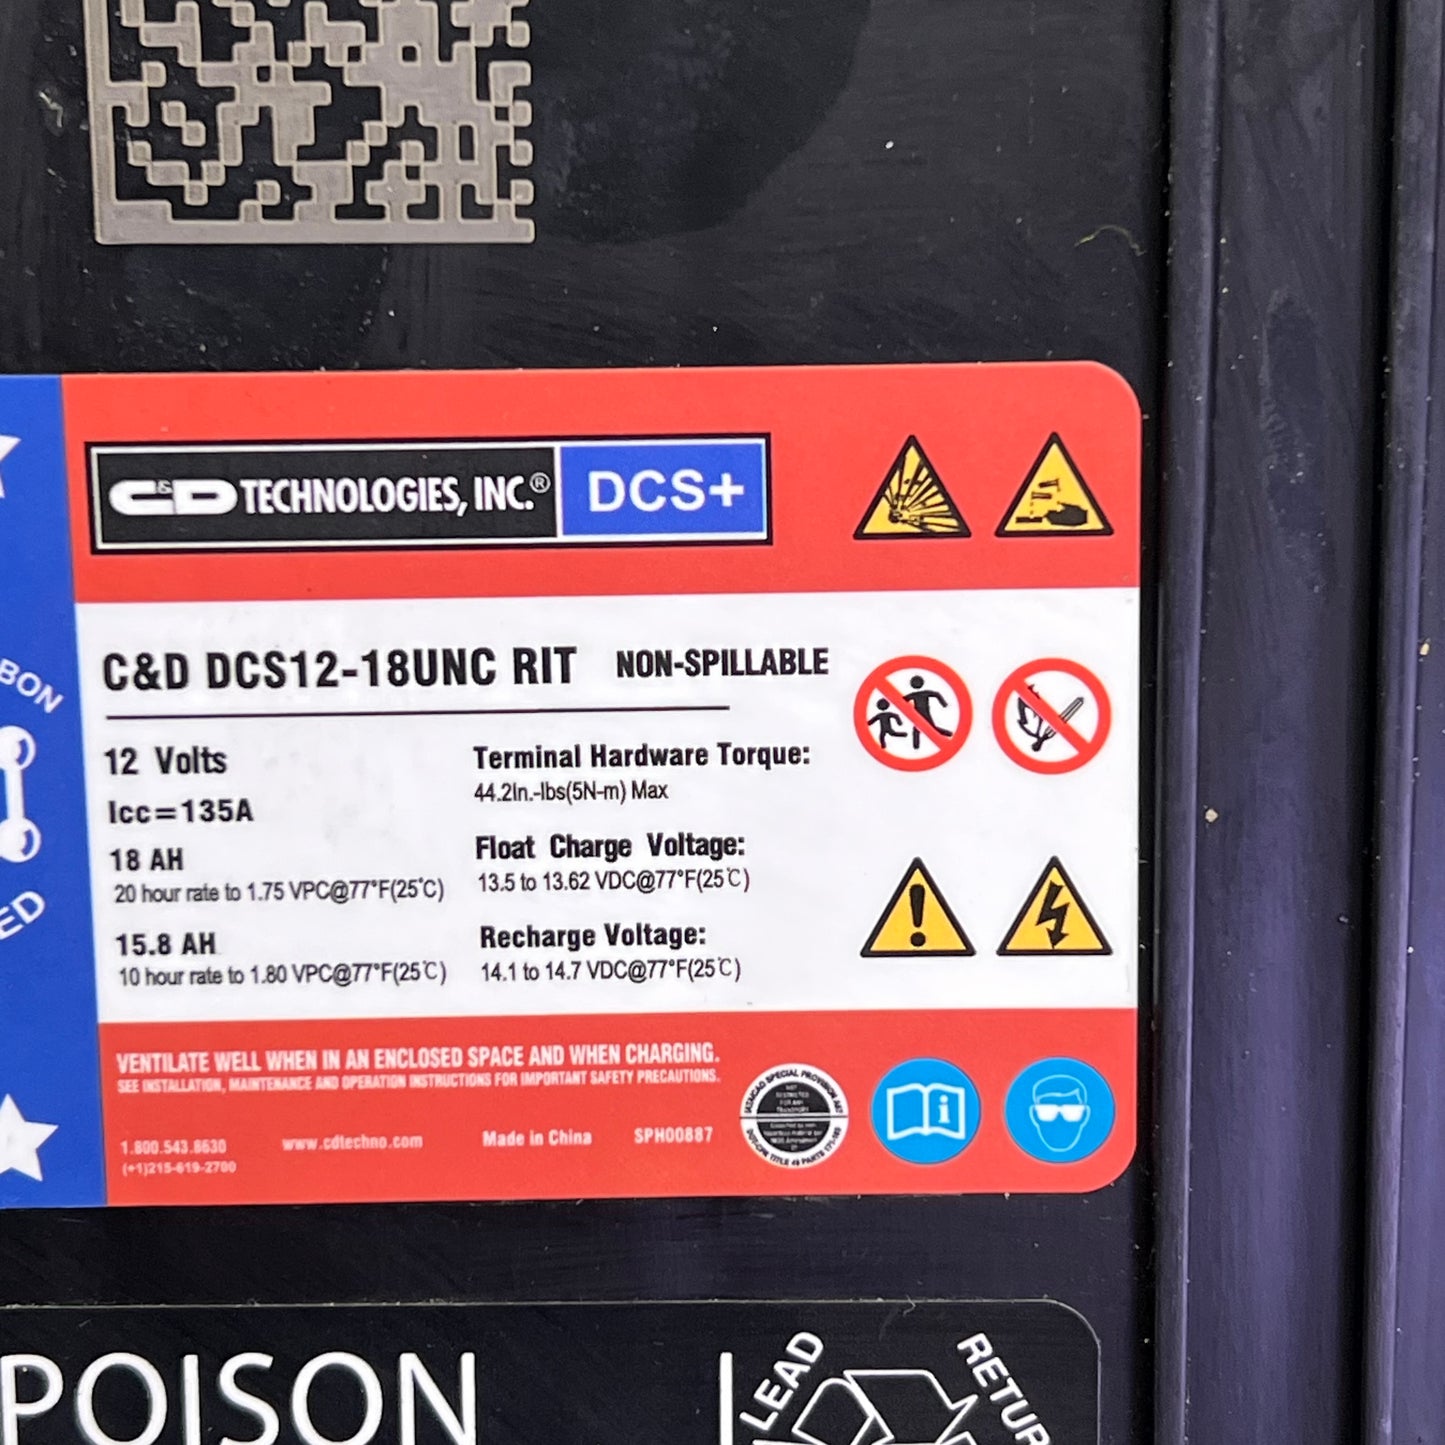 C&D TECHNOLOGIES, INC.® DCS+
C&D DCS12-18UNC RIT NON-SPILLABLE
BON
ED
12 Volts
Icc=135A
18 AH
20 hour rate to 1.75 VPC@77°F(25℃)
15.8 AH
10 hour rate to 1.80 VPC@77°F(25℃)
Terminal Hardware Torque:
44.2In.-lbs(5N-m) Max
Float Charge Voltage:
13.5 to 13.62 VDC@77°F(25℃)
Recharge Voltage:
14.1 to 14.7 VDC@77°F(25℃)
VENTILATE WELL WHEN IN AN ENCLOSED SPACE AND WHEN CHARGING.
SEE INSTALLATION, MAINTENANCE AND OPERATION INSTRUCTIONS FOR IMPORTANT SAFETY PRECAUTIONS.
1.800.543.8630 www.cdtechno.com Made in China SPH00887
(+1)215-619-2700
POISON
LEAD
RETUR